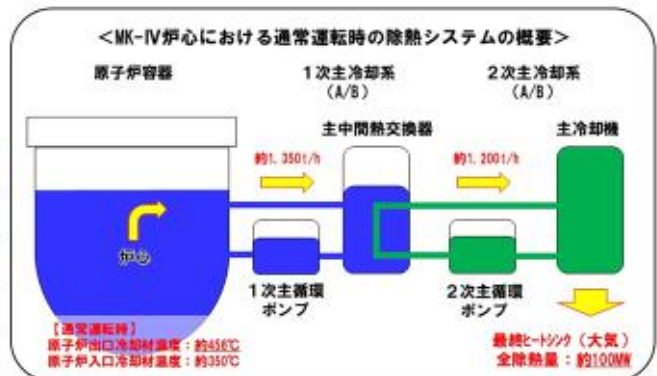 <MK-Ⅳ炉心における通常運転時の除熱システムの概要>
原子炉容器
1次主冷却系
(A/B)
2次主冷却系
(A/B)
主中間熱交換器
主冷却機
約1,350t/h
約1,200t/h
炉心
1次主循環
ポンプ
2次主循環
ポンプ
【通常運転時】
原子炉出口冷却材温度:約456℃
原子炉入口冷却材温度:約350℃
最終ヒートシンク(大気)
全除熱量:約100MW